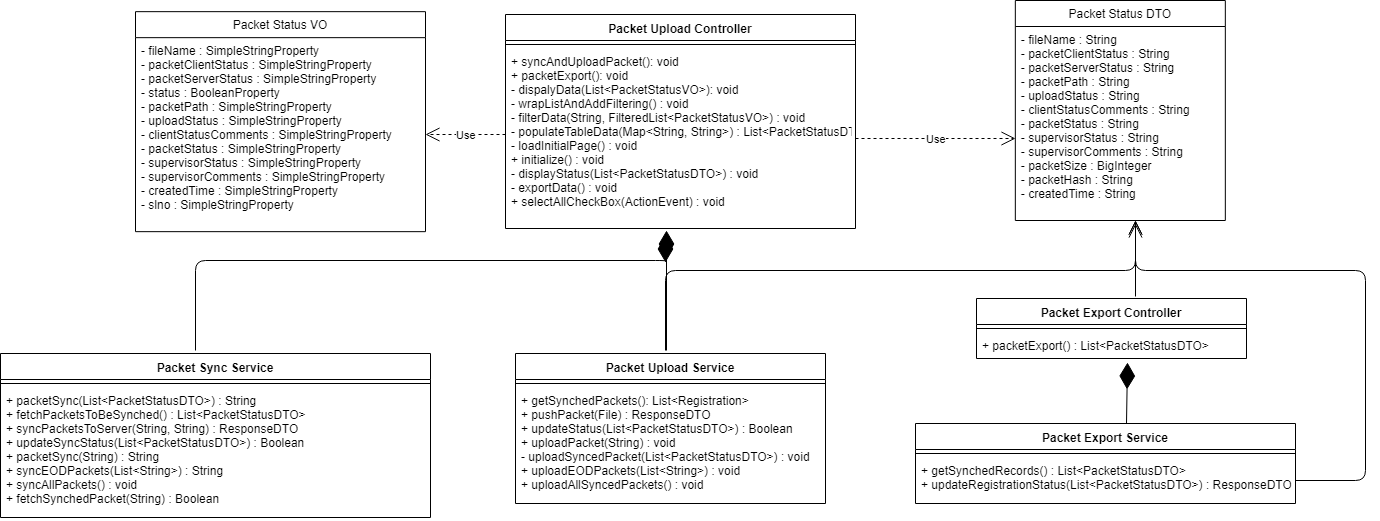 Packet Status VO
- fileName : SimpleStringProperty
- packetClientStatus : SimpleStringProperty
- packetServerStatus : SimpleStringProperty
- status : BooleanProperty
- packetPath : SimpleStringProperty
- uploadStatus : SimpleStringProperty
- clientStatusComments : SimpleStringProperty
- packetStatus : SimpleStringProperty
- supervisorStatus : SimpleStringProperty
- supervisorComments : SimpleStringProperty
- createdTime : SimpleStringProperty
- slno : SimpleStringProperty
Use
Packet Upload Controller
+ syncAndUploadPacket(): void
+ packetExport(): void
- dispalyData(List<PacketStatusVO>): void
- wrapListAndAddFiltering() : void
- filterData(String, FilteredList<PacketStatusVO>) : void
- populateTableData(Map<String, String>) : List<PacketStatusDT
- loadInitialPage() : void
+ initialize() : void
- displayStatus(List<PacketStatusDTO>) : void
- exportData() : void
+ selectAllCheckBox(ActionEvent) : void
Use
Packet Status DTO
- fileName : String
- packetClientStatus : String
- packetServerStatus : String
- packetPath : String
- uploadStatus : String
- clientStatusComments : String
- packetStatus : String
- supervisorStatus : String
- supervisorComments : String
- packetSize : BigInteger
- packetHash : String
- createdTime : String
Packet Sync Service
+ packetSync(List<PacketStatusDTO>) : String
+ fetchPacketsToBeSynched() : List<PacketStatusDTO>
+ syncPacketsToServer(String, String) : ResponseDTO
+ updateSyncStatus(List<PacketStatusDTO>) : Boolean
+ packetSync(String) : String
+ syncEODPackets(List<String>) : String
+ syncAllPackets() : void
+ fetchSynchedPacket(String) : Boolean
Packet Upload Service
+ getSynchedPackets(): List<Registration>
+ pushPacket(File) : ResponseDTO
+ updateStatus(List<PacketStatusDTO>) : Boolean
+ uploadPacket(String) : void
- uploadSyncedPacket(List<PacketStatusDTO>) : void
+ uploadEODPackets(List<String>) : void
+ uploadAllSyncedPackets() : void
Packet Export Controller
+ packetExport() : List<PacketStatusDTO>
Packet Export Service
+ getSynchedRecords() : List<PacketStatusDTO>
+ updateRegistrationStatus(List<PacketStatusDTO>) : ResponseDTO